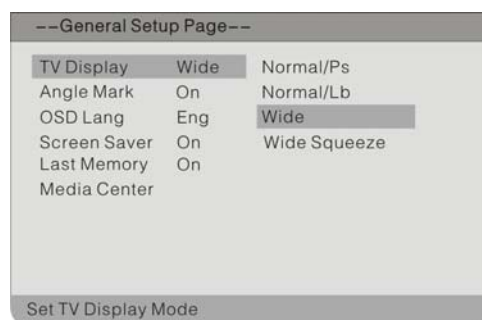 --General Setup Page--
TV Display Wide Normal/Ps
Angle Mark On Normal/Lb
OSD Lang Eng Wide
Screen Saver On Wide Squeeze
Last Memory On
Media Center
Set TV Display Mode